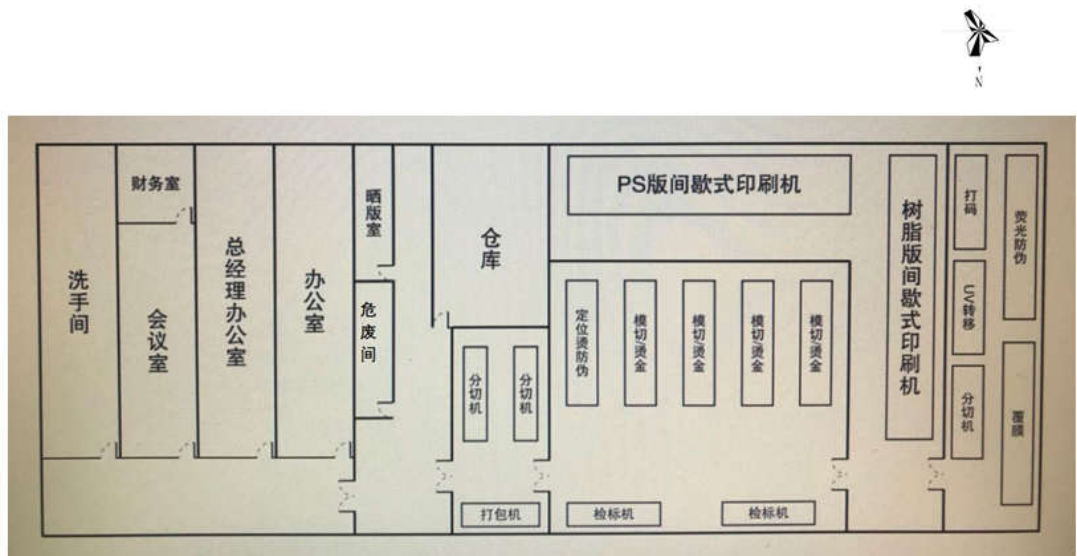 N
洗手间
财务室
会议室
总经理办公室
办公室
晒版室
危废间
仓库
分切机
分切机
打包机
PS版间歇式印刷机
定位烫防伪
模切/烫金
模切/烫金
模切/烫金
模切/烫金
检标机
检标机
树脂版间歇式印刷机
打码
UV转移
分切机
荧光防伪
覆膜